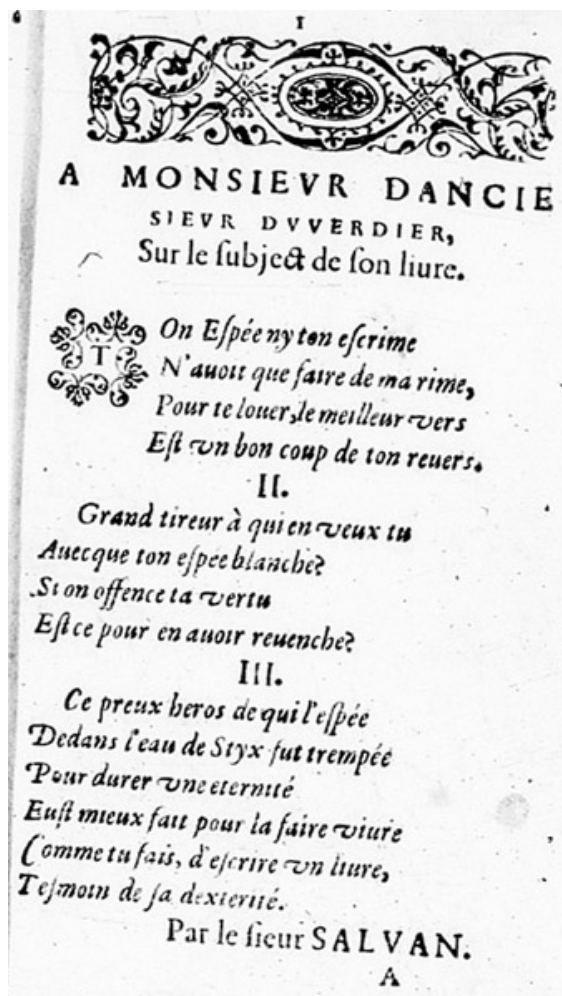 1
A MONSIEVR DANCIE
SIEVR DVVERDIER,
Sur le ſubject de ſon liure.
TOn Eſpée ny ton eſcrime
N'auoit que faire de ma rime,
Pour te louer, le meilleur vers
Eſt vn bon coup de ton reuers.
II.
Grand tireur à qui en veux tu
Auecque ton eſpée blanche?
Si on offence ta vertu
Eſt ce pour en auoir reuenche?
III.
Ce preux heros de qui l'eſpée
Dedans l'eau de Styx fut trempée
Pour durer vne eternité
Euſt mieux fait pour la faire viure
Comme tu fais, d'eſcrire vn liure,
Teſmoin de ſa dexterité.
Par le ſieur SALVAN.
A